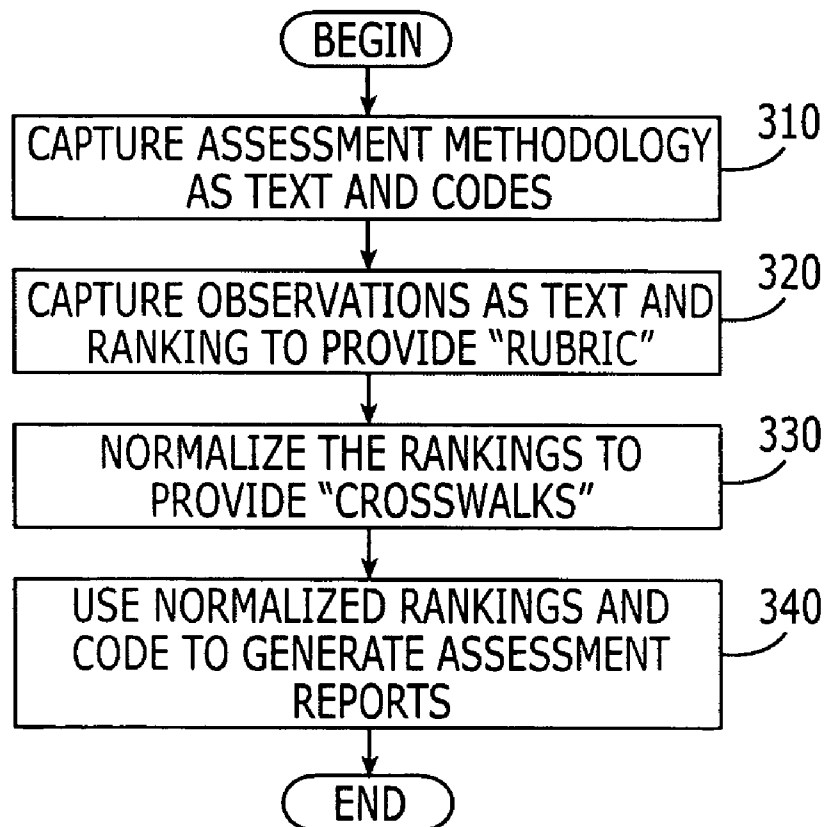 BEGIN
CAPTURE ASSESSMENT METHODOLOGY
AS TEXT AND CODES
310
CAPTURE OBSERVATIONS AS TEXT AND
RANKING TO PROVIDE “RUBRIC”
320
NORMALIZE THE RANKINGS TO
PROVIDE “CROSSWALKS”
330
USE NORMALIZED RANKINGS AND
CODE TO GENERATE ASSESSMENT
REPORTS
340
END